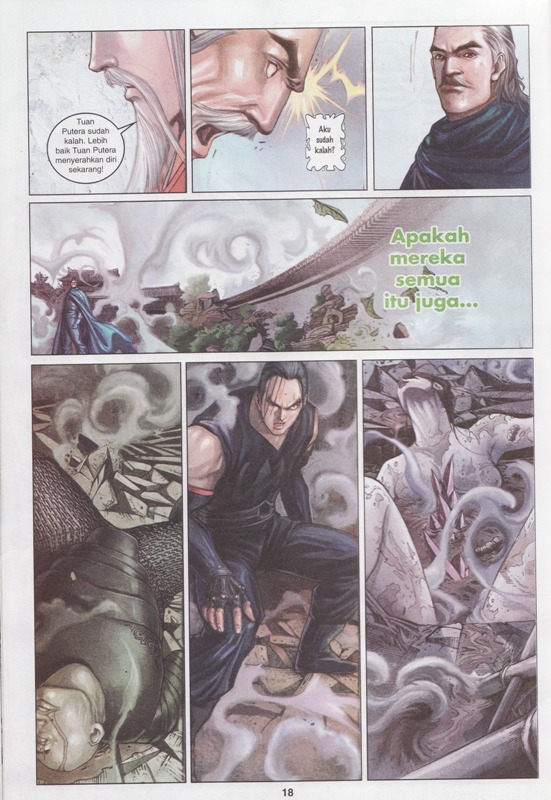 Tuan
Putera sudah
kalah. Lebih
baik Tuan Putera
menyerahkan diri
sekarang!
Aku
sudah
kalah?
Apakah
mereka
semua
itu juga...
18